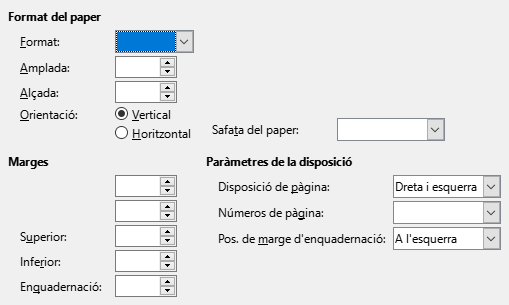 Format del paper
Format:
Amplada:
Alçada:
Orientació:
Vertical
Horitzontal
Safata del paper:
Marges
Superior:
Inferior:
Enquadernació:
Paràmetres de la disposició
Disposició de pàgina:
Dreta i esquerra
Números de pàgina:
Pos. de marge d'enquadernació:
A l'esquerra